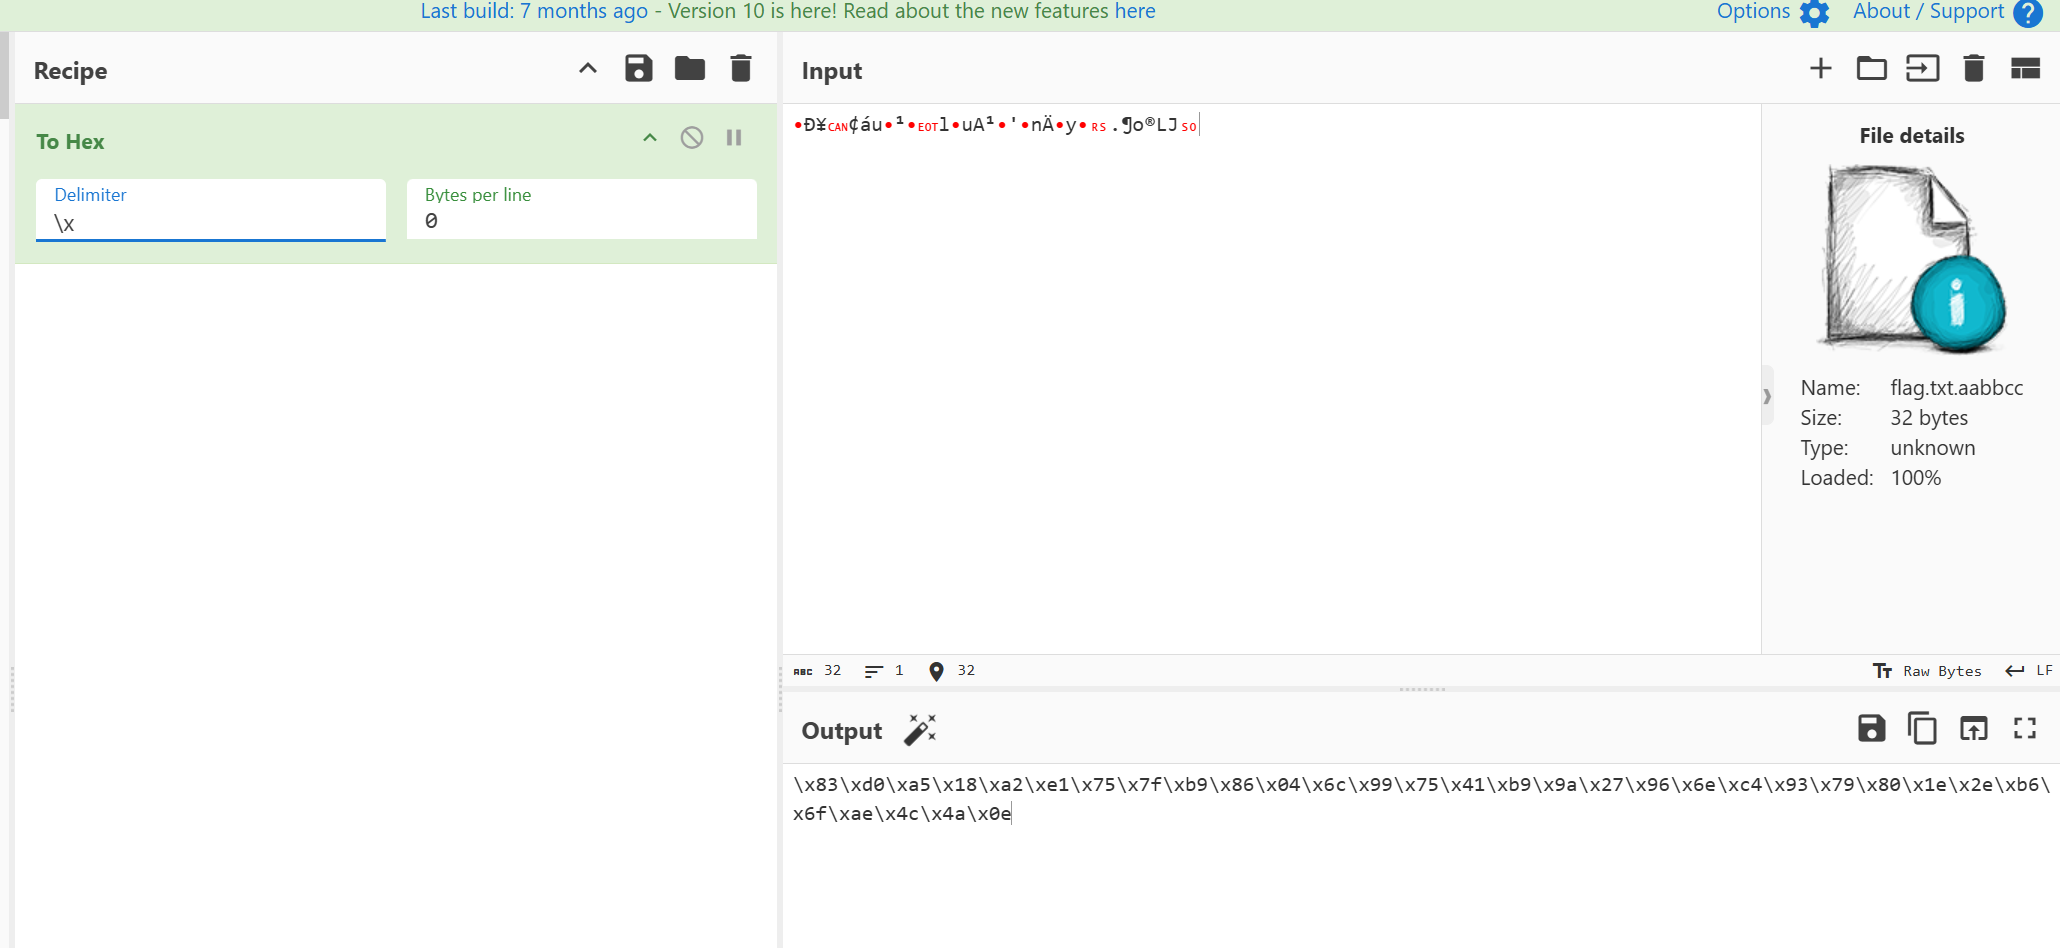 Last build: 7 months ago - Version 10 is here! Read about the new features here
Options
About / Support
Recipe
To Hex
Delimiter
\x
Bytes per line
0
Input
•Ð¥CAN¢áu•¹•EOTl•uA¹•'•nÄ•y•RS.¶o®LJSO
File details
Name: flag.txt.aabbcc
Size: 32 bytes
Type: unknown
Loaded: 100%
ABC 32 1 32
Tт Raw Bytes LF
Output
\x83\xd0\xa5\x18\xa2\xe1\x75\x7f\xb9\x86\x04\x6c\x99\x75\x41\xb9\x9a\x27\x96\x6e\xc4\x93\x79\x80\x1e\x2e\xb6\
x6f\xae\x4c\x4a\x0e